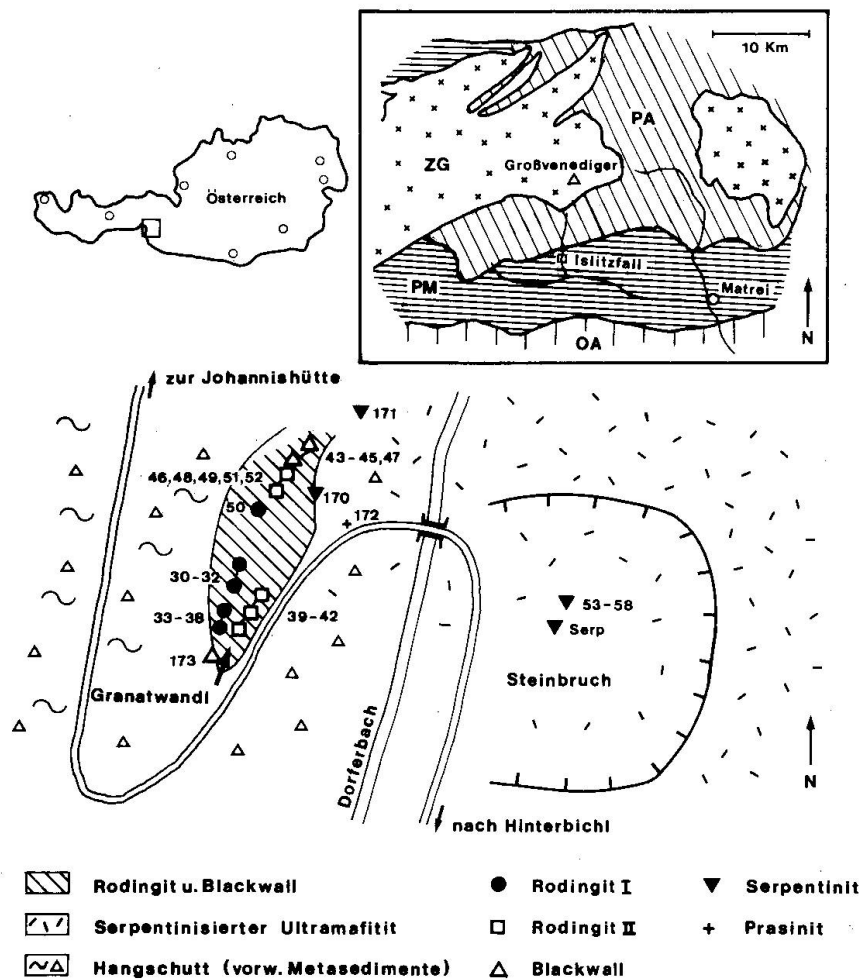 10 Km
PA
ZG
Großvenediger
Österreich
Islitzfall
PM
Matrei
OA
N
zur Johannishütte
171
43-45,47
46,48,49,51,52
170
50
172
30-32
53-58
33-38
39-42
Serp
173
Steinbruch
Granatwandl
Dorferbach
N
nach Hinterbichl
Rodingit u. Blackwall
Rodingit I
Serpentinit
Serpentinisierter Ultramafitit
Rodingit II
Prasinit
Hangschutt (vorw. Metasedimente)
Blackwall